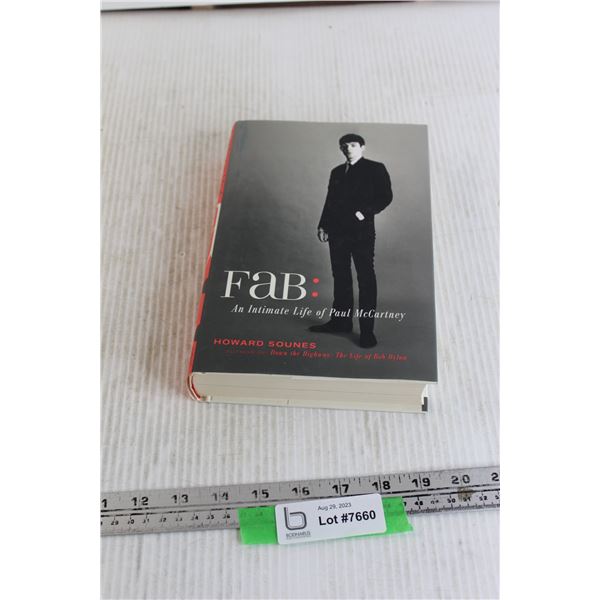 FaB:
An Intimate Life of Paul McCartney
HOWARD SOUNES
Down the Highway: The Life of Bob Dylan
12 13 14 15 16 17 18 19 20
Aug 29, 2023
Lot #7660
BODNARUS